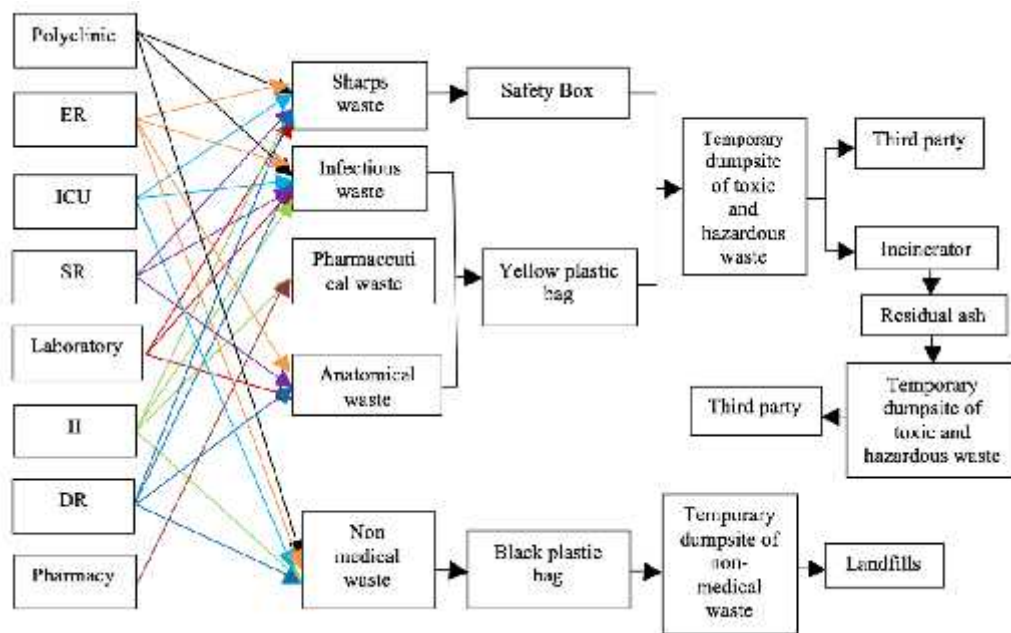 Polyclinic
ER
ICU
SR
Laboratory
II
DR
Pharmacy
Sharps
waste
Infectious
waste
Pharmaceuti
cal waste
Anatomical
waste
Non
medical
waste
Safety Box
Yellow plastic
bag
Black plastic
bag
Temporary
dumpsite
of toxic
and
hazardous
waste
Third party
Incinerator
Residual ash
Temporary
dumpsite of
toxic and
hazardous waste
Third party
Temporary
dumpsite of
non-
medical
waste
Landfills